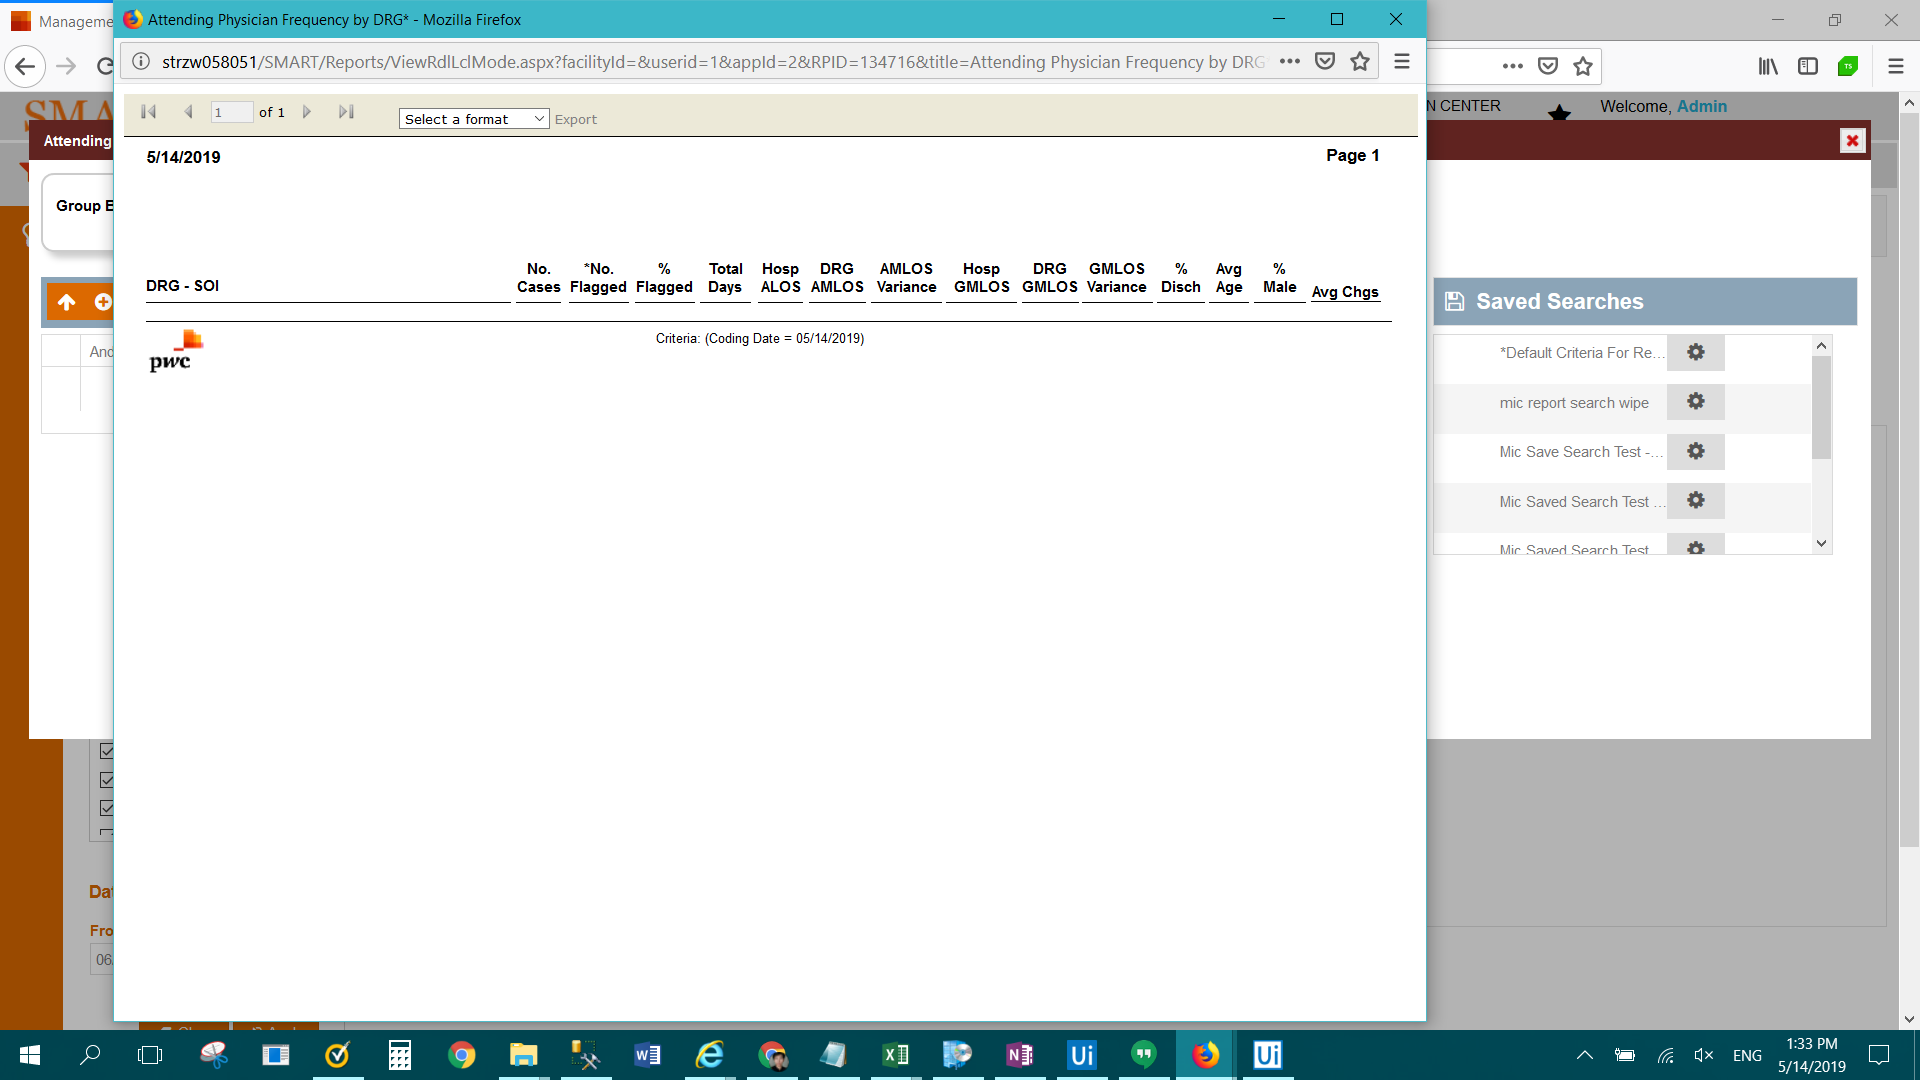 Manageme
Attending Physician Frequency by DRG* - Mozilla Firefox
strzw058051/SMART/Reports/ViewRdlLclMode.aspx?facilityId=&userid=1&appId=2&RPID=134716&title=Attending Physician Frequency by DRG
SMA
N CENTER
Welcome, Admin
1 of 1
Select a format
Export
Attending
5/14/2019
Page 1
Group E
DRG - SOI
No. Cases
*No. Flagged
% Flagged
Total Days
Hosp ALOS
DRG AMLOS
AMLOS Variance
Hosp GMLOS
DRG GMLOS
GMLOS Variance
% Disch
Avg Age
% Male
Avg Chgs
pwc
Criteria: (Coding Date = 05/14/2019)
And
Saved Searches
*Default Criteria For Re...
mic report search wipe
Mic Save Search Test -...
Mic Saved Search Test ...
Mic Saved Search Test
Dat
Fro
06
1:33 PM
ENG
5/14/2019